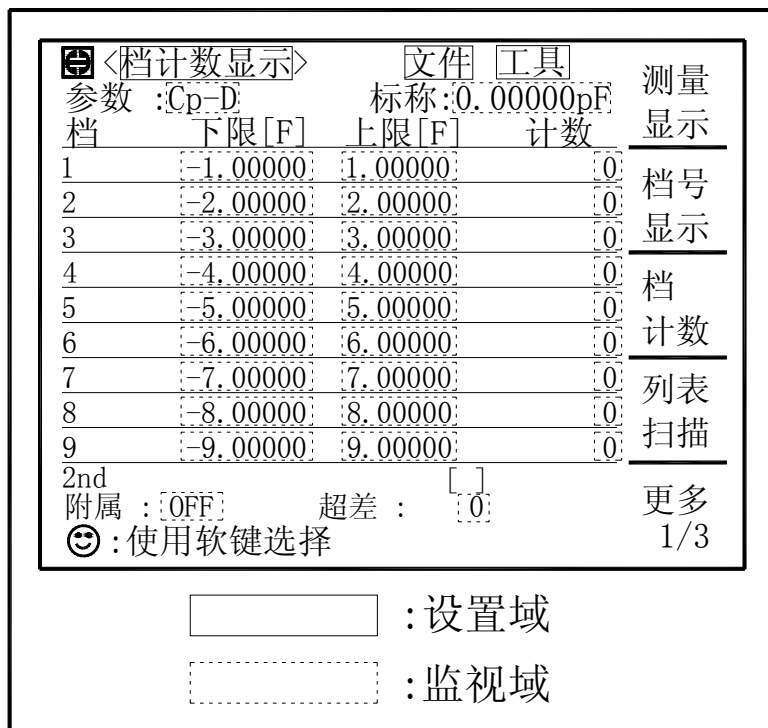 <档计数显示> 文件 工具
参数 :Cp-D 标称:0.00000pF
档 下限[F] 上限[F] 计数
1 -1.00000 1.00000 0
2 -2.00000 2.00000 0
3 -3.00000 3.00000 0
4 -4.00000 4.00000 0
5 -5.00000 5.00000 0
6 -6.00000 6.00000 0
7 -7.00000 7.00000 0
8 -8.00000 8.00000 0
9 -9.00000 9.00000 0
2nd [ ]
附属 :OFF 超差 : 0
:使用软键选择
测量
显示
档号
显示
档
计数
列表
扫描
更多
1/3
:设置域
:监视域